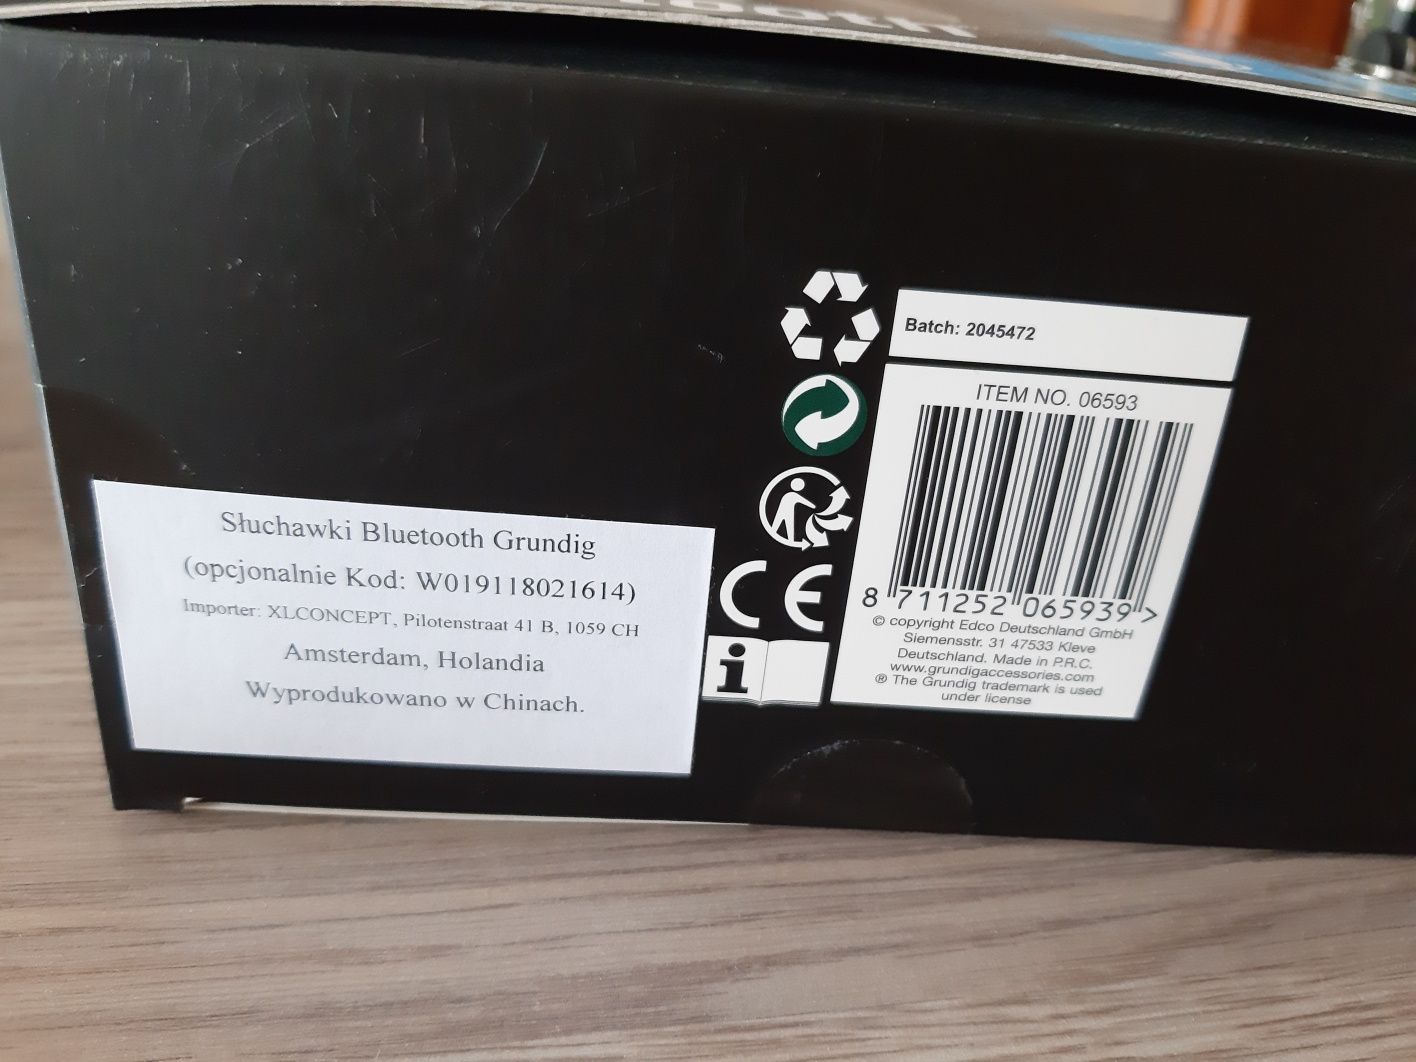 Słuchawki Bluetooth Grundig
(opcjonalnie Kod: W019118021614)
Importer: XLCONCEPT, Pilotenstraat 41 B, 1059 CH
Amsterdam, Holandia
Wyprodukowano w Chinach.
CE
i
Batch: 2045472
ITEM NO. 06593
8 711252 065939 >
© copyright Edco Deutschland GmbH
Siemensstr. 31 47533 Kleve
Deutschland. Made in P.R.C.
www.grundigaccessories.com
® The Grundig trademark is used
under license